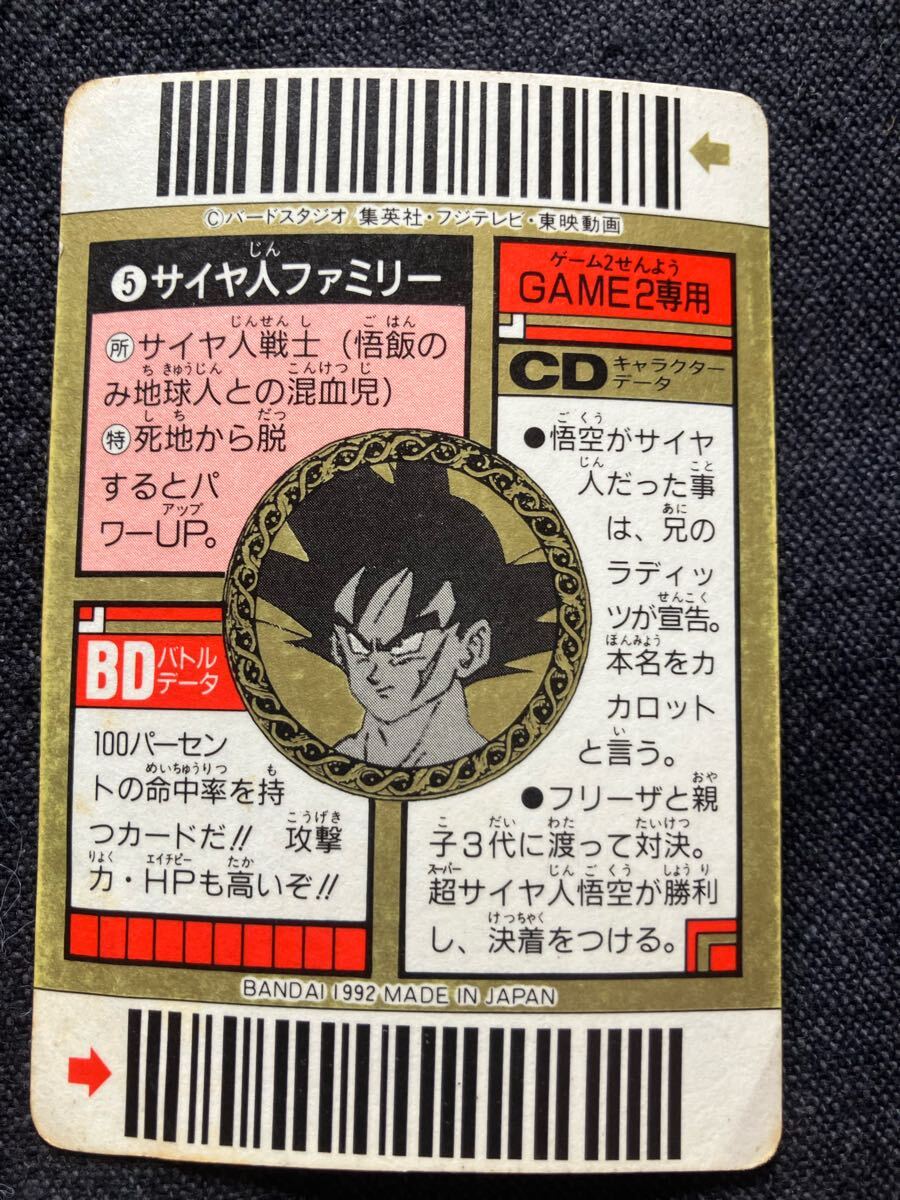 ©バードスタジオ/集英社・フジテレビ・東映動画
じん
⑤サイヤ人ファミリー
じんせんし ごはん
㊟サイヤ人戦士(悟飯の
ちきゅうじん こんけつじ
み地球人との混血児)
しち だつ
特死地から脱
するとパ
アップ
ワーUP。
BD バトルデータ
100パーセン
めいちゅうりつ も
トの命中率を持
こうげき
つカードだ!! 攻撃
りょく エイチピー たか
力・HPも高いぞ!!
ゲーム2せんよう
GAME2専用
CD キャラクターデータ
ごくう
●悟空がサイヤ
じん こと
人だった事
あに
は、兄の
ラディッ
せんこく
ツが宣告。
ほんみょう
本名をカ
カロット
い
と言う。
おや
●フリーザと親
こ だい わた たいけつ
子3代に渡って対決。
スーパー じんごくう しょうり
超サイヤ人悟空が勝利
けっちゃく
し、決着をつける。
BANDAI 1992 MADE IN JAPAN